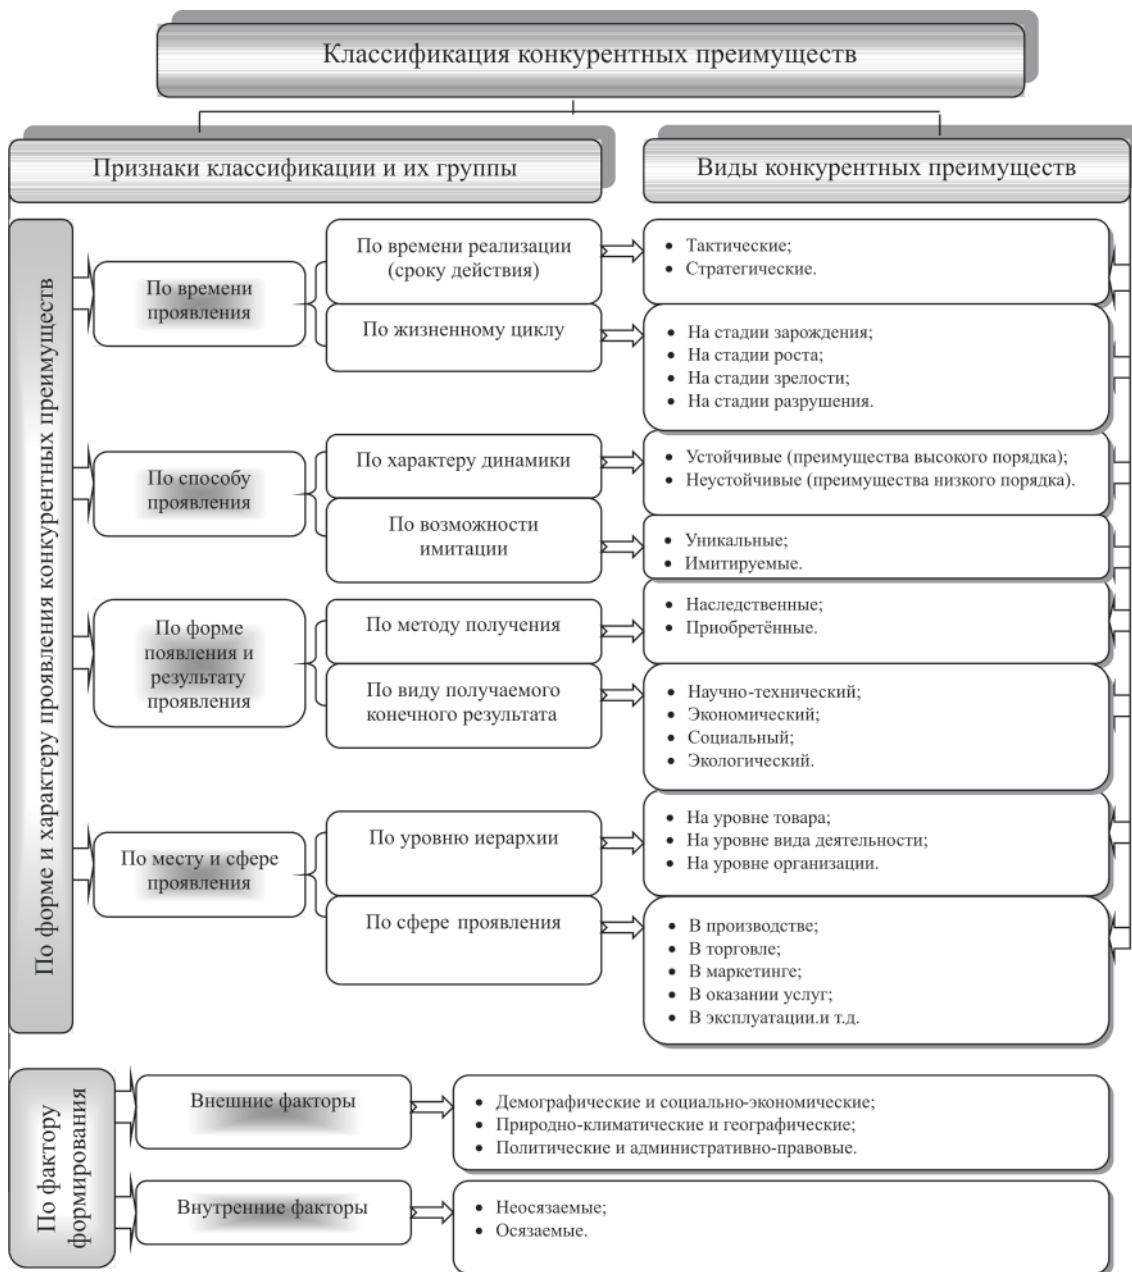 Классификация конкурентных преимуществ
Признаки классификации и их группы
Виды конкурентных преимуществ
По форме и характеру проявления конкурентных преимуществ
По времени
проявления
По времени реализации
(сроку действия)
• Тактические;
• Стратегические.
По жизненному циклу
• На стадии зарождения;
• На стадии роста;
• На стадии зрелости;
• На стадии разрушения.
По способу
проявления
По характеру динамики
• Устойчивые (преимущества высокого порядка);
• Неустойчивые (преимущества низкого порядка).
По возможности
имитации
• Уникальные;
• Имитируемые.
По форме
появления и
результату
проявления
По методу получения
• Наследственные;
• Приобретённые.
По виду получаемого
конечного результата
• Научно-технический;
• Экономический;
• Социальный;
• Экологический.
По месту и сфере
проявления
По уровню иерархии
• На уровне товара;
• На уровне вида деятельности;
• На уровне организации.
По сфере проявления
• В производстве;
• В торговле;
• В маркетинге;
• В оказании услуг;
• В эксплуатации.и т.д.
По фактору
формирования
Внешние факторы
• Демографические и социально-экономические;
• Природно-климатические и географические;
• Политические и административно-правовые.
Внутренние факторы
• Неосязаемые;
• Осязаемые.